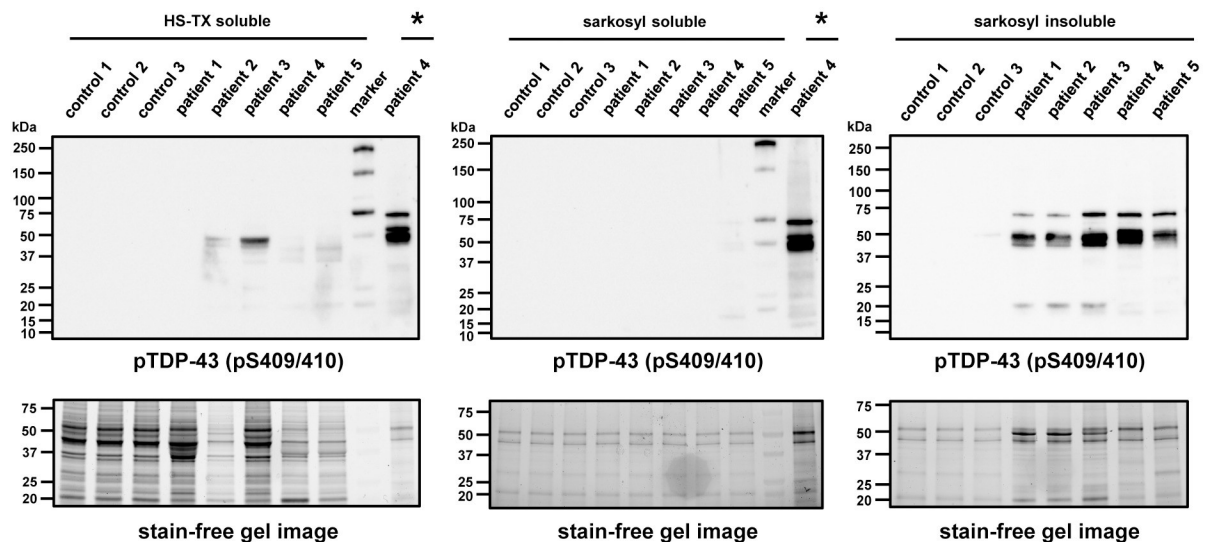 HS-TX soluble
*
control 1
control 2
control 3
patient 1
patient 2
patient 3
patient 4
patient 5
marker
patient 4
kDa
250
150
100
75
50
37
25
20
15
10
pTDP-43 (pS409/410)
75
50
37
25
20
stain-free gel image
sarkosyl soluble
*
control 1
control 2
control 3
patient 1
patient 2
patient 3
patient 4
patient 5
marker
patient 4
kDa
250
150
100
75
50
37
25
20
15
10
pTDP-43 (pS409/410)
75
50
37
25
20
stain-free gel image
sarkosyl insoluble
control 1
control 2
control 3
patient 1
patient 2
patient 3
patient 4
patient 5
kDa
250
150
100
75
50
37
25
20
15
10
pTDP-43 (pS409/410)
75
50
37
25
20
stain-free gel image